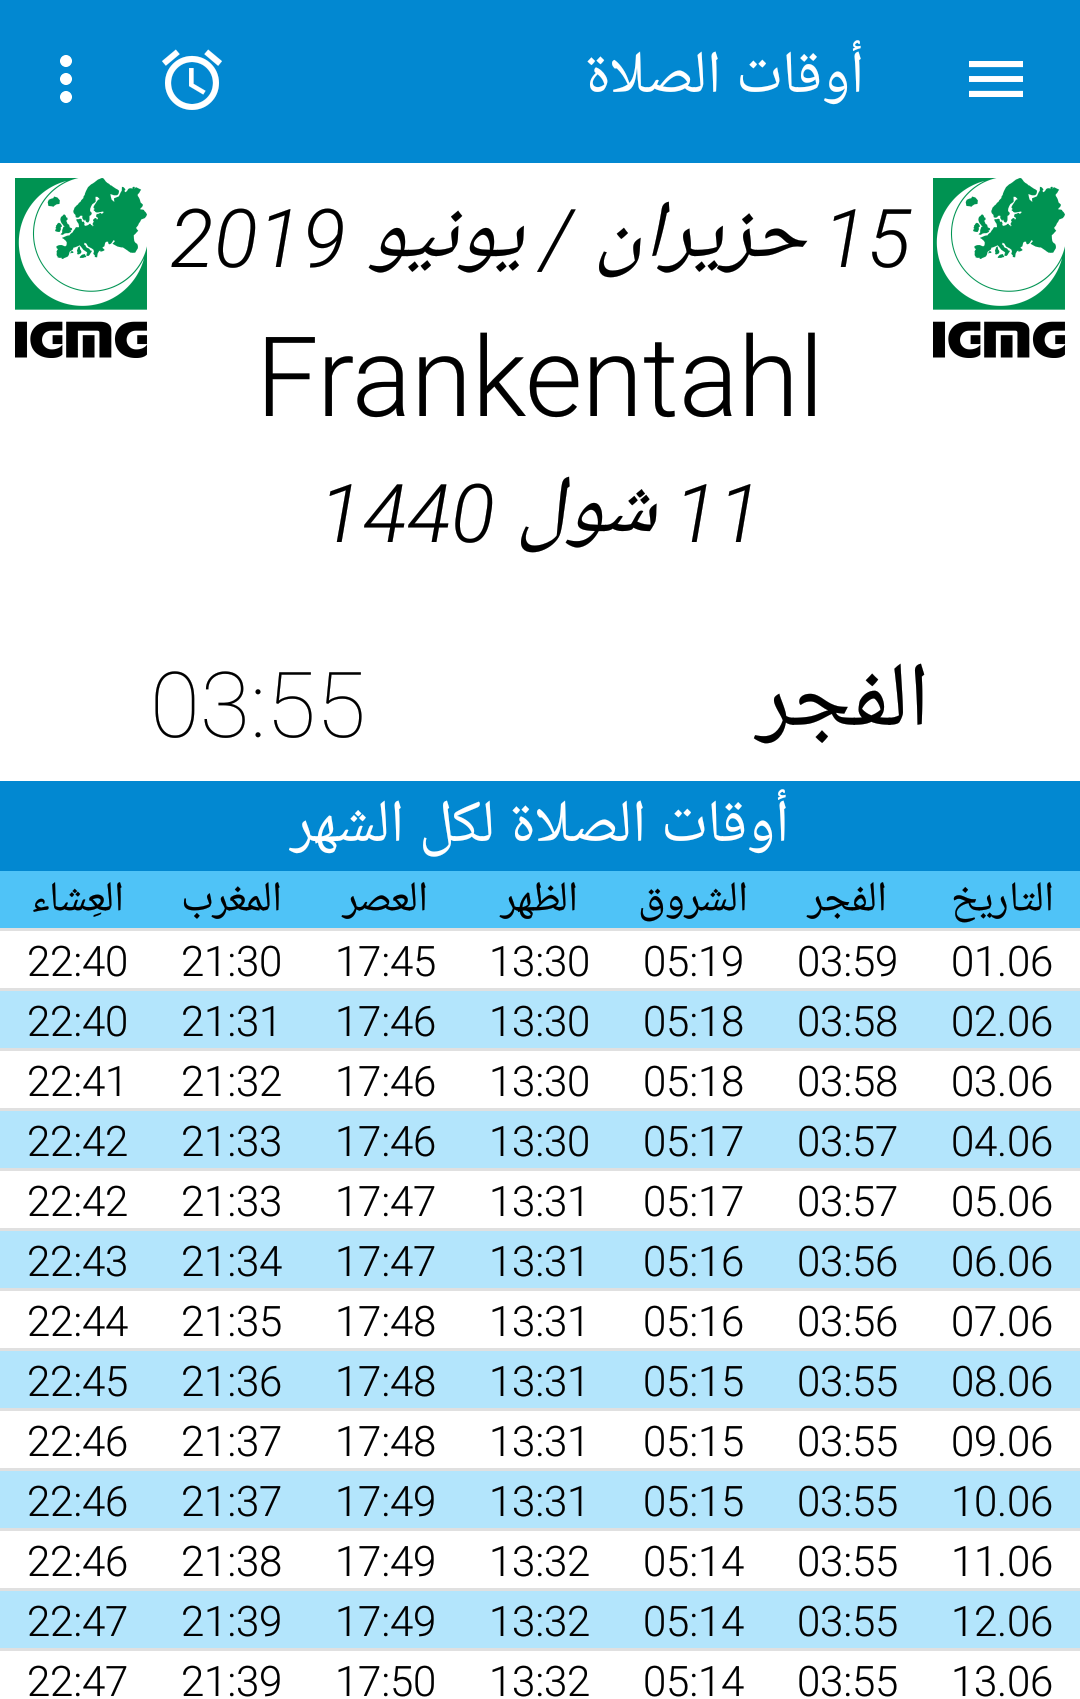 أوقات الصلاة
15 حزيران / يونيو 2019
IGMG
IGMG
Frankentahl
11 شول 1440
الفجر 03:55
أوقات الصلاة لكل الشهر
التاريخ الفجر الشروق الظهر العصر المغرب العِشاء
01.06 03:59 05:19 13:30 17:45 21:30 22:40
02.06 03:58 05:18 13:30 17:46 21:31 22:40
03.06 03:58 05:18 13:30 17:46 21:32 22:41
04.06 03:57 05:17 13:30 17:46 21:33 22:42
05.06 03:57 05:17 13:31 17:47 21:33 22:42
06.06 03:56 05:16 13:31 17:47 21:34 22:43
07.06 03:56 05:16 13:31 17:48 21:35 22:44
08.06 03:55 05:15 13:31 17:48 21:36 22:45
09.06 03:55 05:15 13:31 17:48 21:37 22:46
10.06 03:55 05:15 13:31 17:49 21:37 22:46
11.06 03:55 05:14 13:32 17:49 21:38 22:46
12.06 03:55 05:14 13:32 17:49 21:39 22:47
13.06 03:55 05:14 13:32 17:50 21:39 22:47